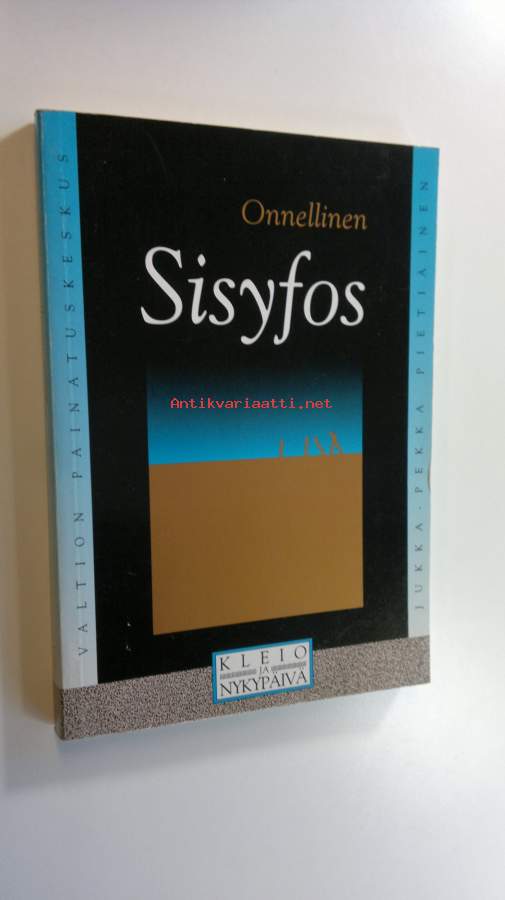 VALTION PAINATUSKESKUS
Onnellinen
Sisyfos
Antikvariaatti.net
JUKKA-PEKKA PIETIÄINEN
KLEIO
JA
NYKYPÄIVÄ